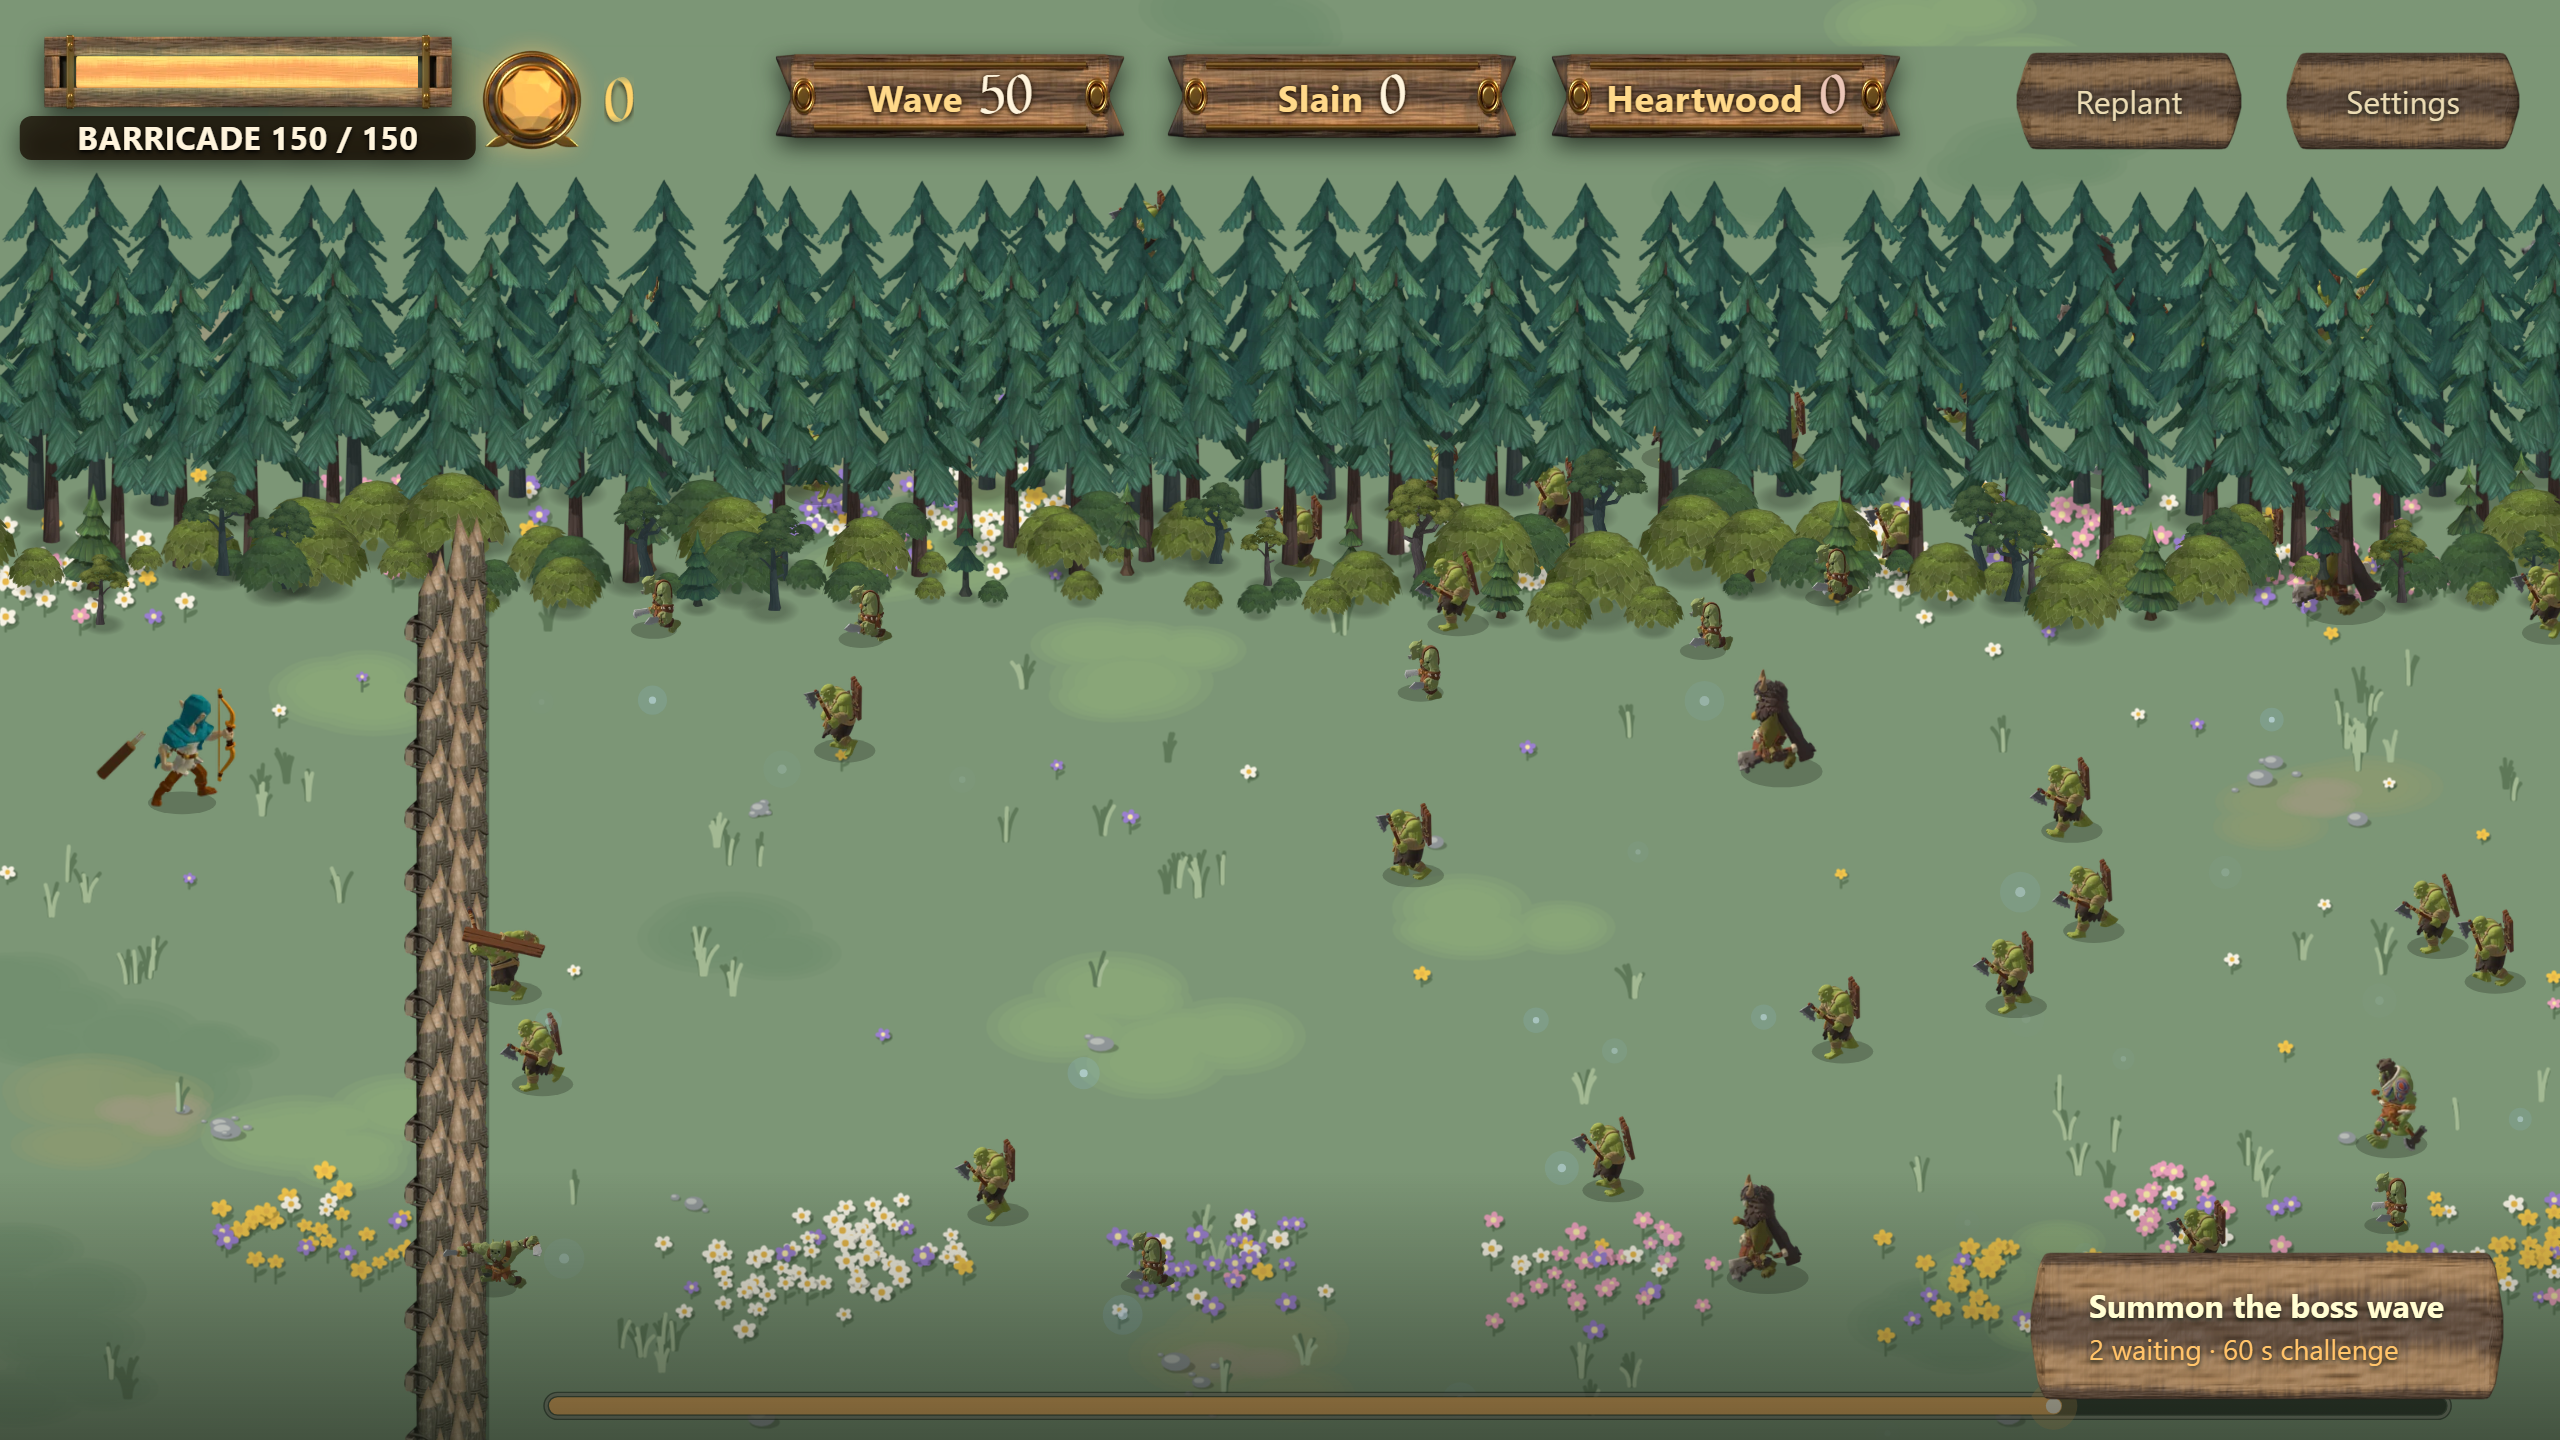 BARRICADE 150 / 150
0
Wave 50
Slain 0
Heartwood 0
Replant
Settings
Summon the boss wave
2 waiting · 60 s challenge